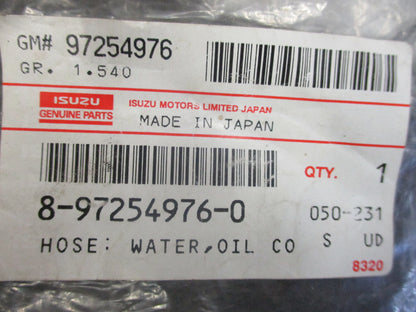 GM# 97254976
GR. 1.540
ISUZU
GENUINE PARTS
ISUZU MOTORS LIMITED JAPAN
MADE IN JAPAN
QTY. 1
8-97254976-0 050-231
HOSE: WATER,OIL CO S UD
8320